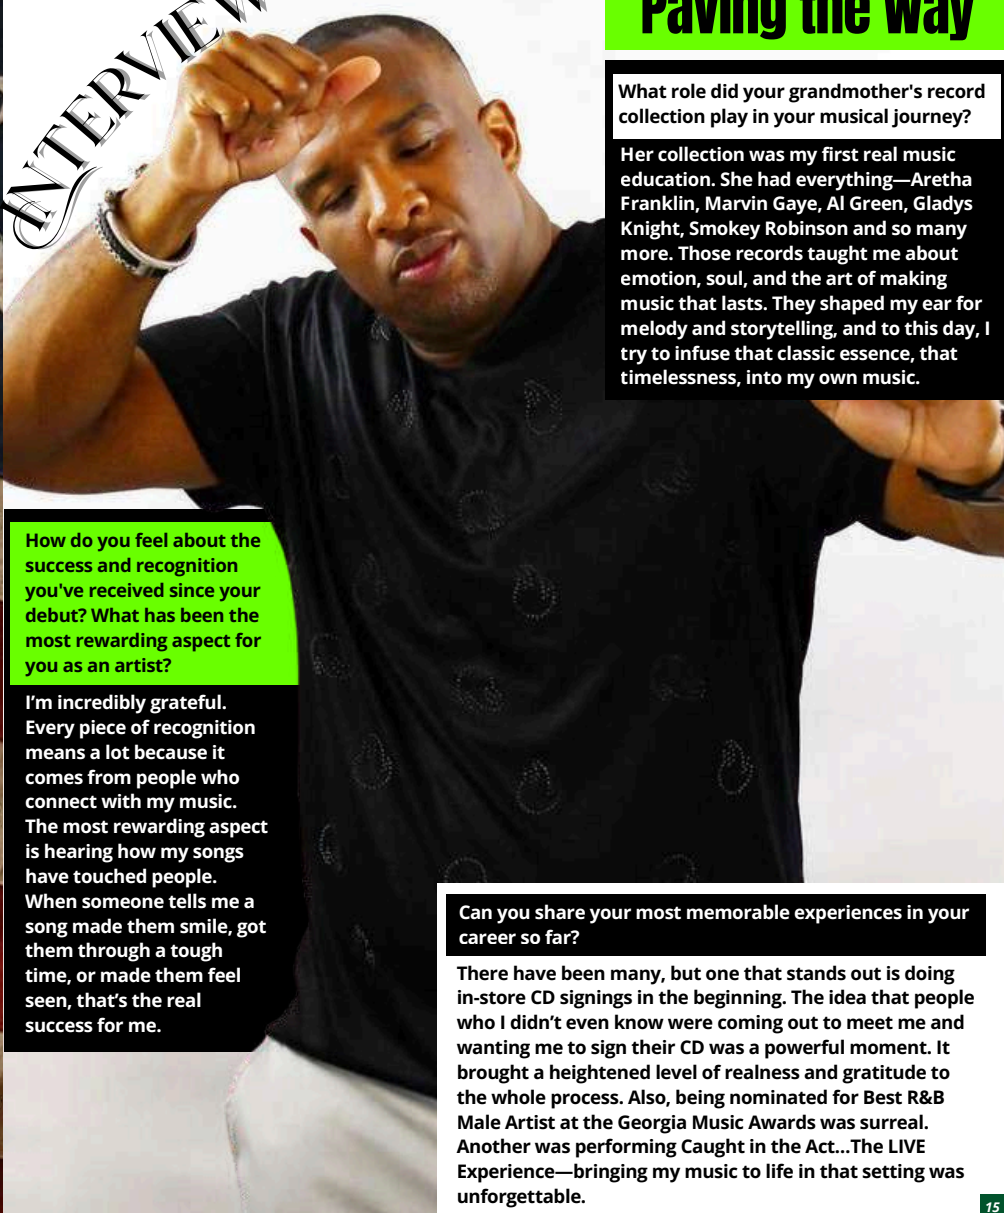 INTERVIEW
Paving the Way
What role did your grandmother's record
collection play in your musical journey?
Her collection was my first real music
education. She had everything—Aretha
Franklin, Marvin Gaye, Al Green, Gladys
Knight, Smokey Robinson and so many
more. Those records taught me about
emotion, soul, and the art of making
music that lasts. They shaped my ear for
melody and storytelling, and to this day, I
try to infuse that classic essence, that
timelessness, into my own music.
How do you feel about the
success and recognition
you've received since your
debut? What has been the
most rewarding aspect for
you as an artist?
I’m incredibly grateful.
Every piece of recognition
means a lot because it
comes from people who
connect with my music.
The most rewarding aspect
is hearing how my songs
have touched people.
When someone tells me a
song made them smile, got
them through a tough
time, or made them feel
seen, that’s the real
success for me.
Can you share your most memorable experiences in your
career so far?
There have been many, but one that stands out is doing
in-store CD signings in the beginning. The idea that people
who I didn’t even know were coming out to meet me and
wanting me to sign their CD was a powerful moment. It
brought a heightened level of realness and gratitude to
the whole process. Also, being nominated for Best R&B
Male Artist at the Georgia Music Awards was surreal.
Another was performing Caught in the Act...The LIVE
Experience—bringing my music to life in that setting was
unforgettable.
15